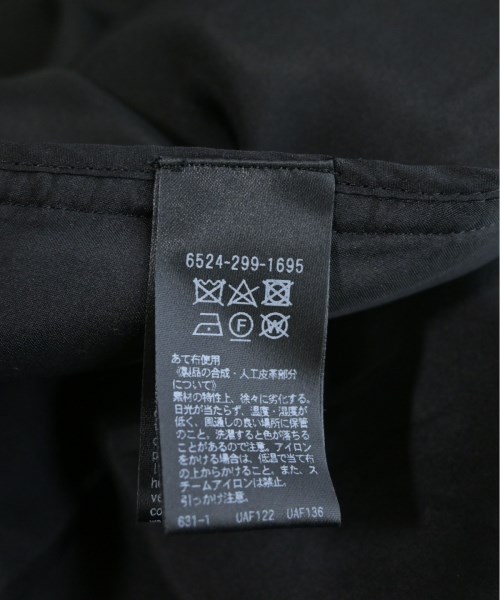 6524-299-1695
F W
あて布使用
《製品の合成・人工皮革部分
について》
素材の特性上、徐々に劣化する。
日光が当たらず、温度・湿度が
低く、風通しの良い場所に保管
のこと。洗濯すると色が落ちる
ことがあるので注意。アイロン
をかける場合は、低温で当て布
の上からかけること。また、ス
チームアイロンは禁止。
引っかけ注意。
631-1 UAF122 UAF136